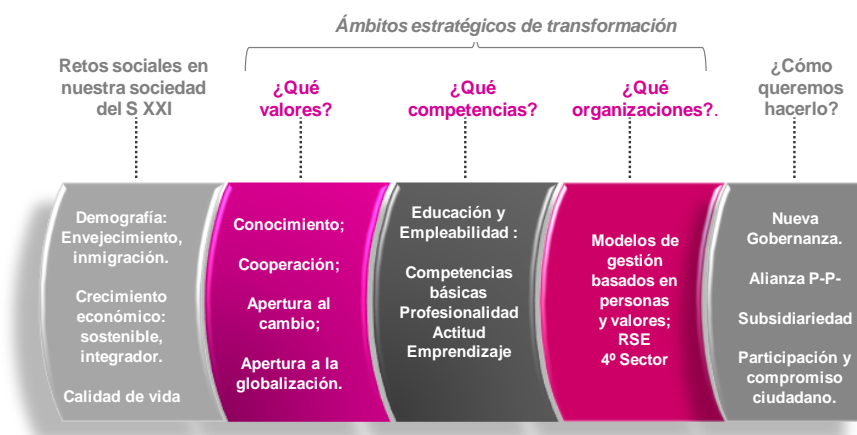 Ámbitos estratégicos de transformación
Retos sociales en
nuestra sociedad
del S XXI
¿Qué
valores?
¿Qué
competencias?
¿Qué
organizaciones?.
¿Cómo
queremos
hacerlo?
Demografía:
Envejecimiento,
inmigración.
Crecimiento
económico:
sostenible,
integrador.
Calidad de vida
Conocimiento;
Cooperación;
Apertura al
cambio;
Apertura a la
globalización.
Educación y
Empleabilidad :
Competencias
básicas
Profesionalidad
Actitud
Emprendizaje
Modelos de
gestión
basados en
personas
y valores;
RSE
4º Sector
Nueva
Gobernanza.
Alianza P-P-
Subsidiariedad
Participación y
compromiso
ciudadano.